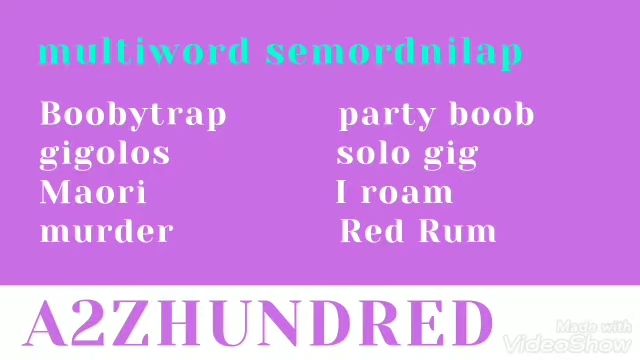 multiword semordnilap
Boobytrap party boob
gigolos solo gig
Maori I roam
murder Red Rum
A2ZHUNDRED
Made with
VideoShow